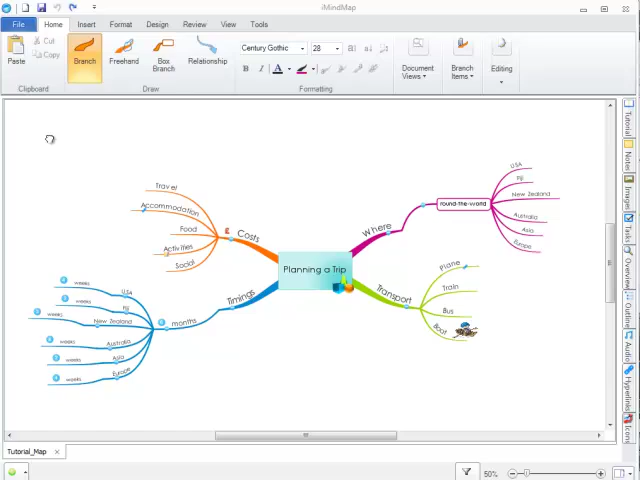 iMindMap
File Home Insert Format Design Review View Tools
Paste
Cut
Copy
Clipboard
Branch
Freehand
Box Branch
Relationship
Draw
Century Gothic 28
B I A
Formatting
Document Views
Branch Items
Editing
Tutorial
Notes
Images
Tasks
Overview
Outline
Audio
Hyperlinks
Icons
Planning a Trip
Costs
Travel
Accommodation
Food
Activities
Social
Where
round-the-world
USA
Fiji
New Zealand
Australia
Asia
Europe
Transport
Plane
Train
Bus
Boat
Timings
months
USA
weeks
Fiji
weeks
New Zealand
weeks
Australia
weeks
Asia
weeks
Europe
weeks
Tutorial_Map
50%